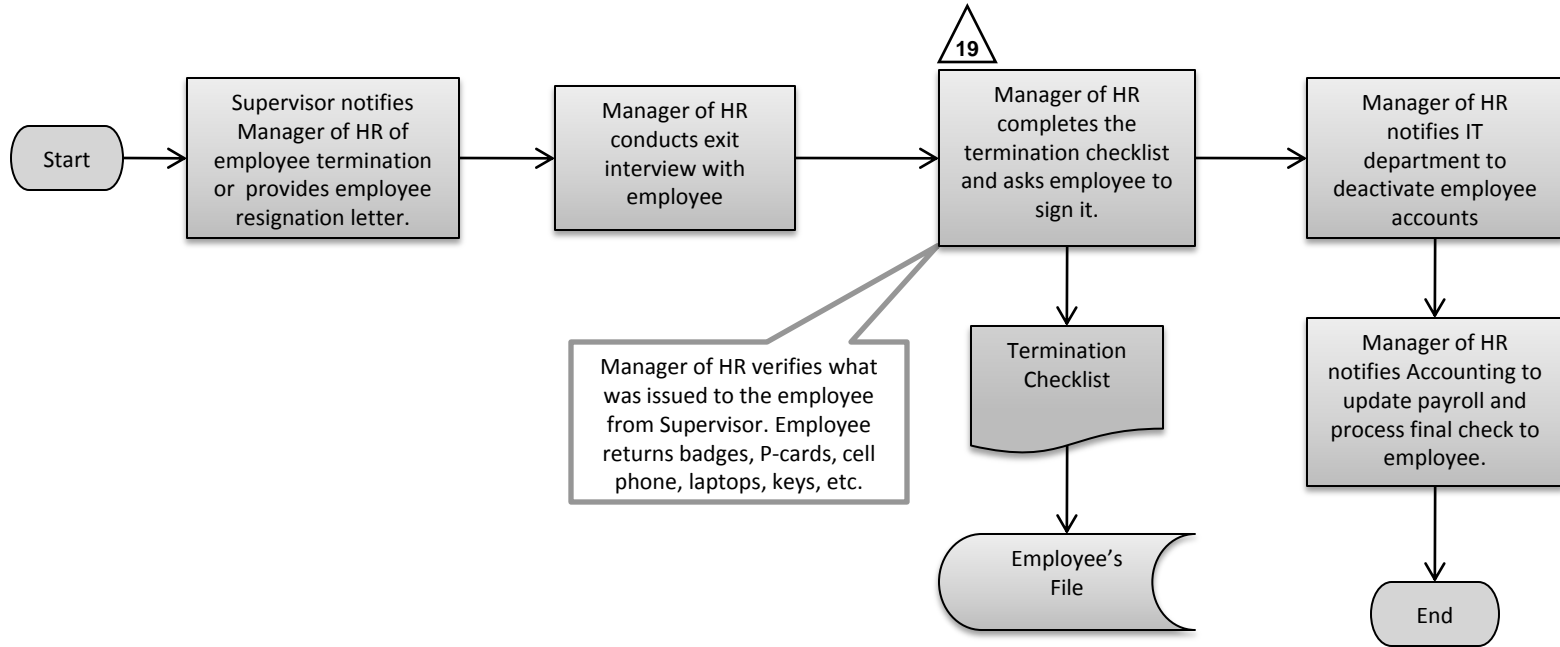 Start
Supervisor notifies
Manager of HR of
employee termination
or provides employee
resignation letter.
Manager of HR
conducts exit
interview with
employee
19
Manager of HR
completes the
termination checklist
and asks employee to
sign it.
Manager of HR
notifies IT
department to
deactivate employee
accounts
Manager of HR verifies what
was issued to the employee
from Supervisor. Employee
returns badges, P-cards, cell
phone, laptops, keys, etc.
Termination
Checklist
Employee’s
File
Manager of HR
notifies Accounting to
update payroll and
process final check to
employee.
End